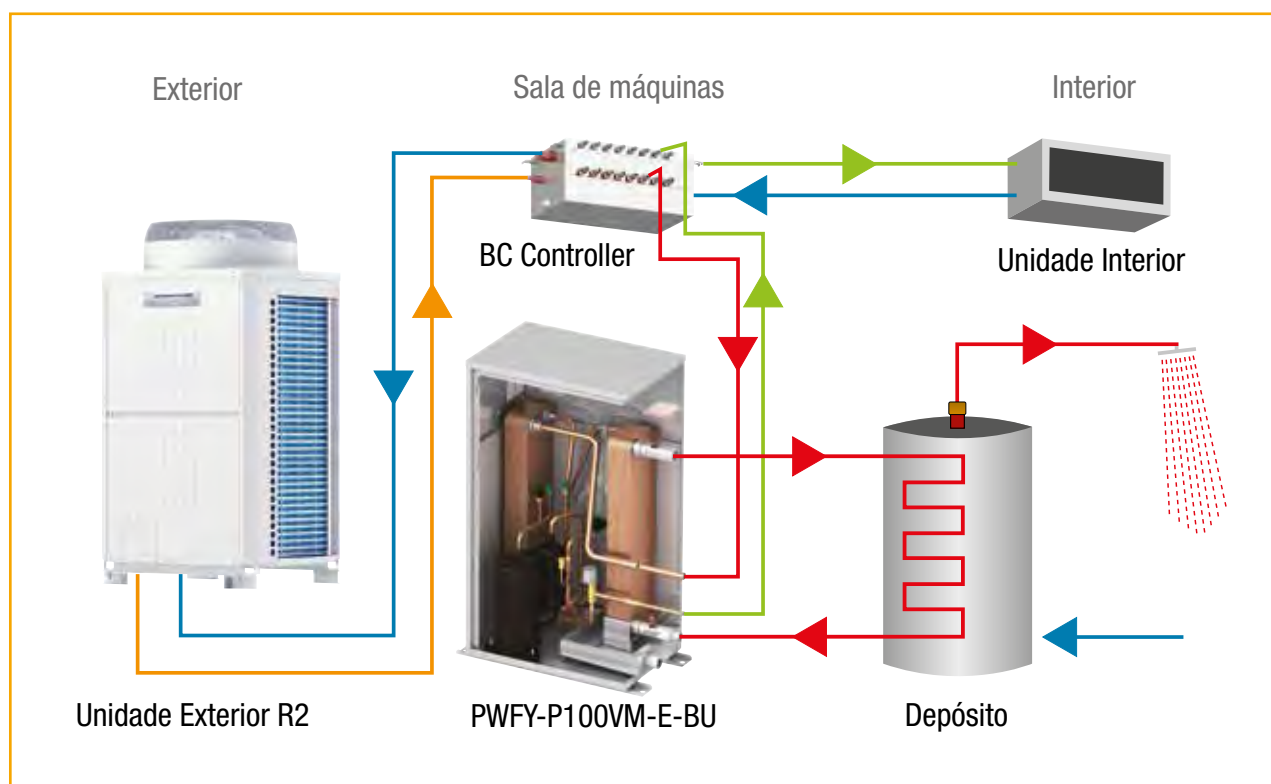 Exterior
Sala de máquinas
Interior
BC Controller
Unidade Interior
Unidade Exterior R2
PWFY-P100VM-E-BU
Depósito